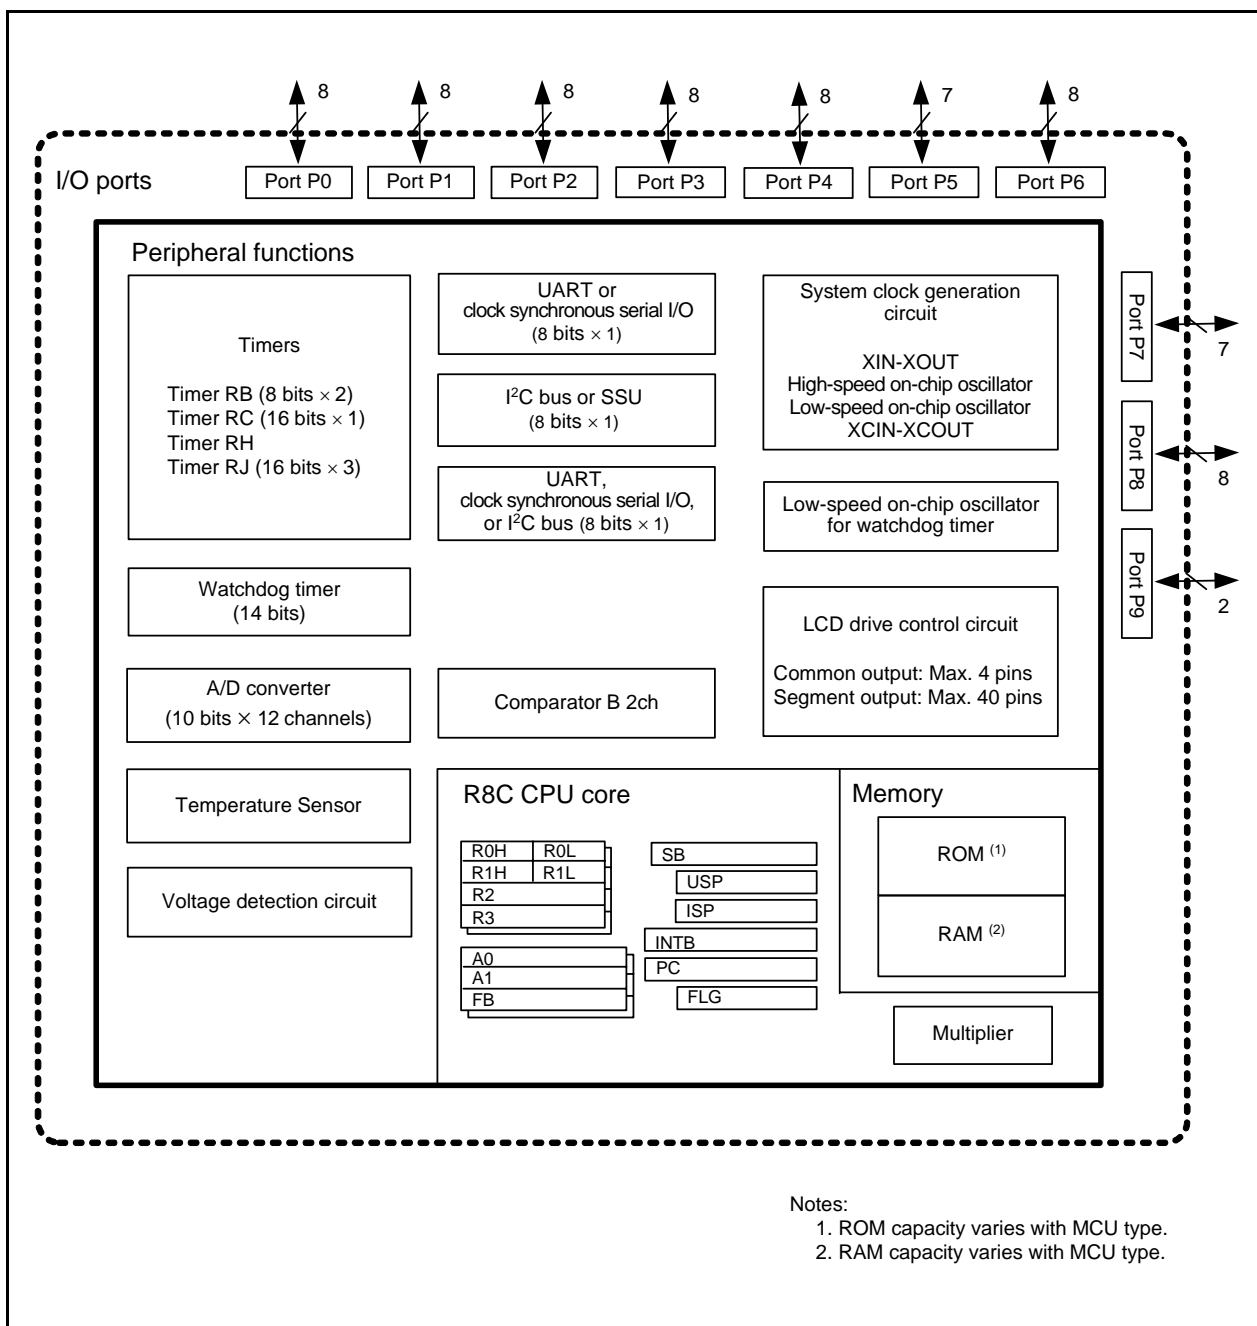 8 8 8 8 8 7 8
I/O ports
Port P0 Port P1 Port P2 Port P3 Port P4 Port P5 Port P6
Peripheral functions
Timers
Timer RB (8 bits × 2)
Timer RC (16 bits × 1)
Timer RH
Timer RJ (16 bits × 3)
Watchdog timer
(14 bits)
A/D converter
(10 bits × 12 channels)
Temperature Sensor
Voltage detection circuit
UART or
clock synchronous serial I/O
(8 bits × 1)
I²C bus or SSU
(8 bits × 1)
UART,
clock synchronous serial I/O,
or I²C bus (8 bits × 1)
Comparator B 2ch
System clock generation
circuit
XIN-XOUT
High-speed on-chip oscillator
Low-speed on-chip oscillator
XCIN-XCOUT
Low-speed on-chip oscillator
for watchdog timer
LCD drive control circuit
Common output: Max. 4 pins
Segment output: Max. 40 pins
Port P7
7
Port P8
8
Port P9
2
R8C CPU core
R0H R0L
R1H R1L
R2
R3
A0
A1
FB
SB
USP
ISP
INTB
PC
FLG
Memory
ROM (1)
RAM (2)
Multiplier
Notes:
1. ROM capacity varies with MCU type.
2. RAM capacity varies with MCU type.